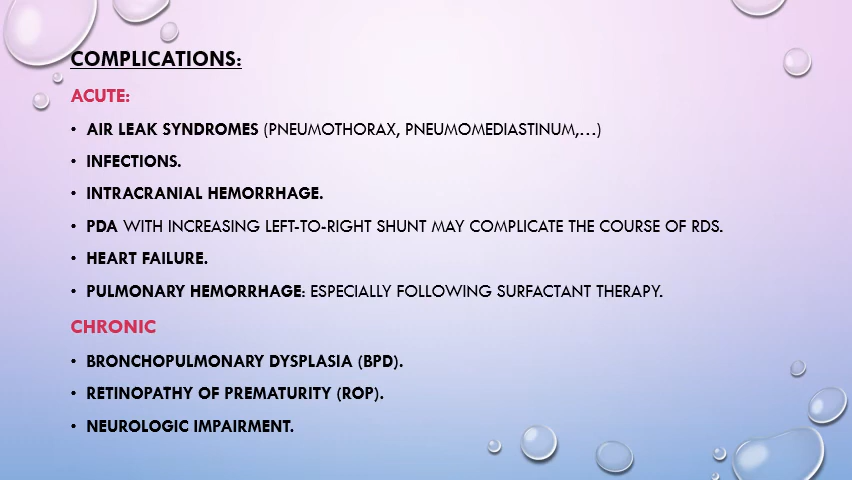 COMPLICATIONS:
ACUTE:
• AIR LEAK SYNDROMES (PNEUMOTHORAX, PNEUMOMEDIASTINUM,...)
• INFECTIONS.
• INTRACRANIAL HEMORRHAGE.
• PDA WITH INCREASING LEFT-TO-RIGHT SHUNT MAY COMPLICATE THE COURSE OF RDS.
• HEART FAILURE.
• PULMONARY HEMORRHAGE: ESPECIALLY FOLLOWING SURFACTANT THERAPY.
CHRONIC
• BRONCHOPULMONARY DYSPLASIA (BPD).
• RETINOPATHY OF PREMATURITY (ROP).
• NEUROLOGIC IMPAIRMENT.